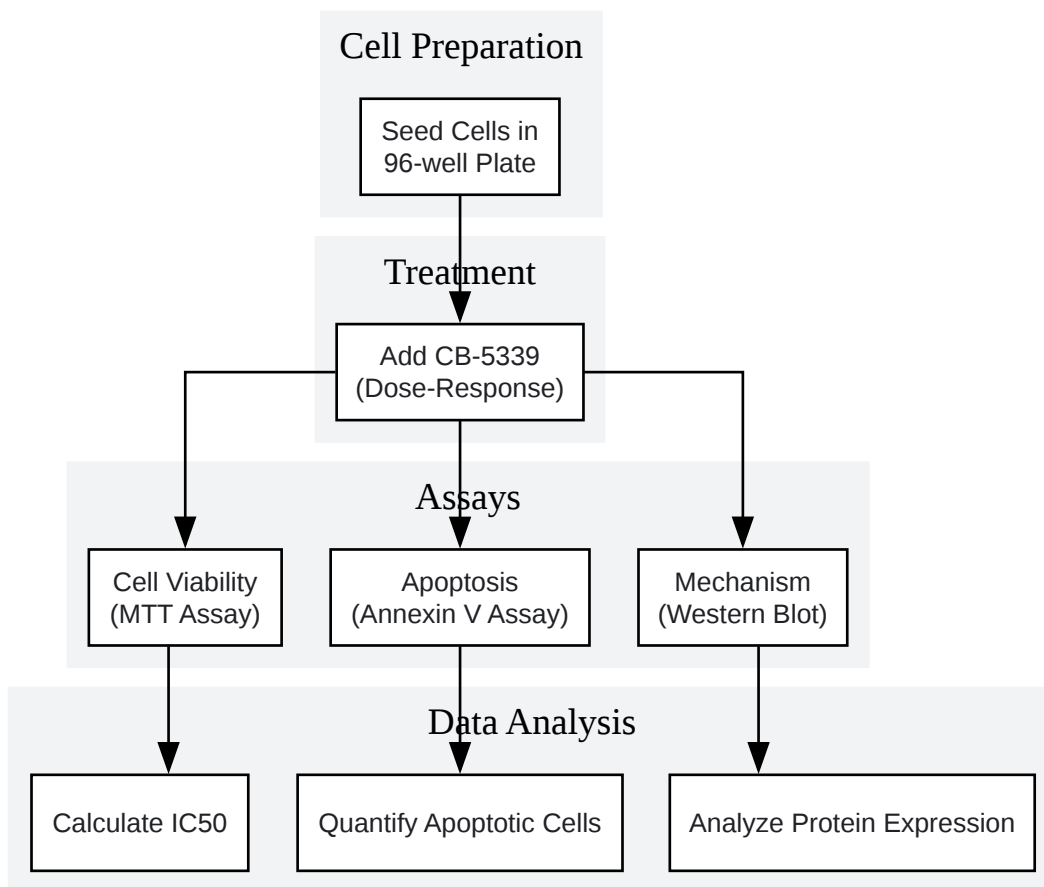 Cell Preparation
Seed Cells in
96-well Plate
Treatment
Add CB-5339
(Dose-Response)
Assays
Cell Viability
(MTT Assay)
Apoptosis
(Annexin V Assay)
Mechanism
(Western Blot)
Data Analysis
Calculate IC50
Quantify Apoptotic Cells
Analyze Protein Expression